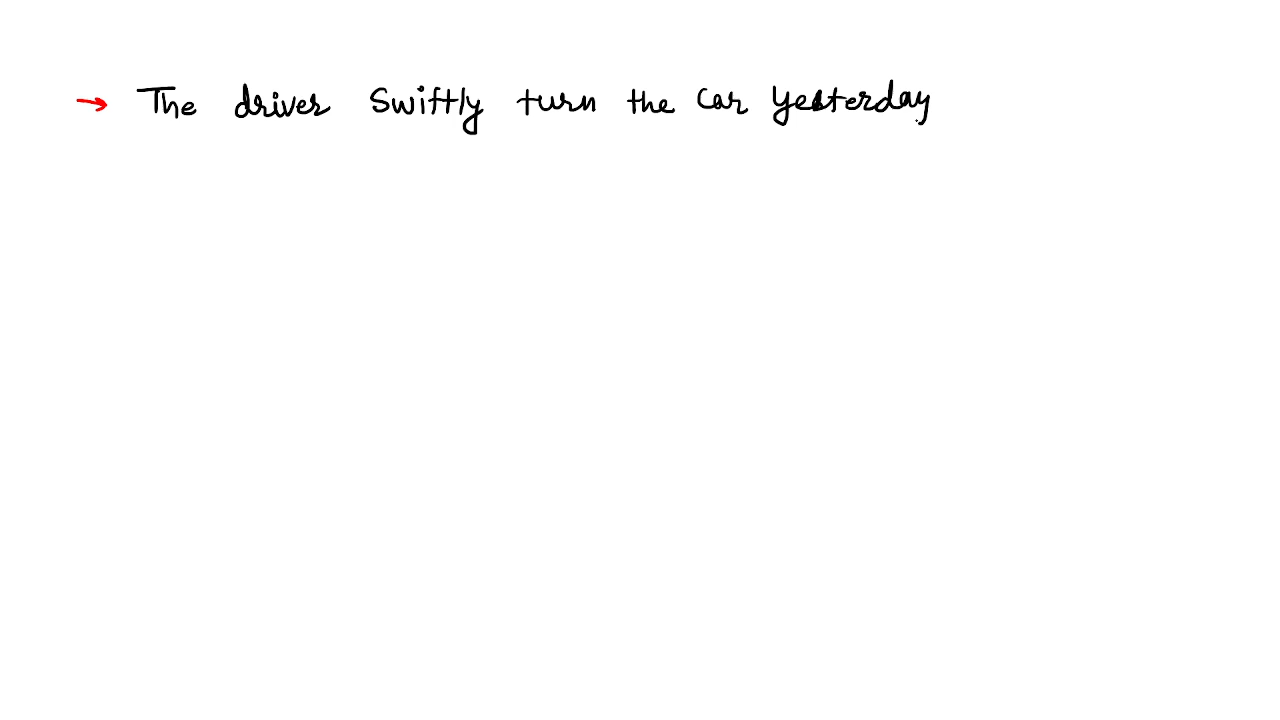 → The driver Swiftly turn the Car Yesterday